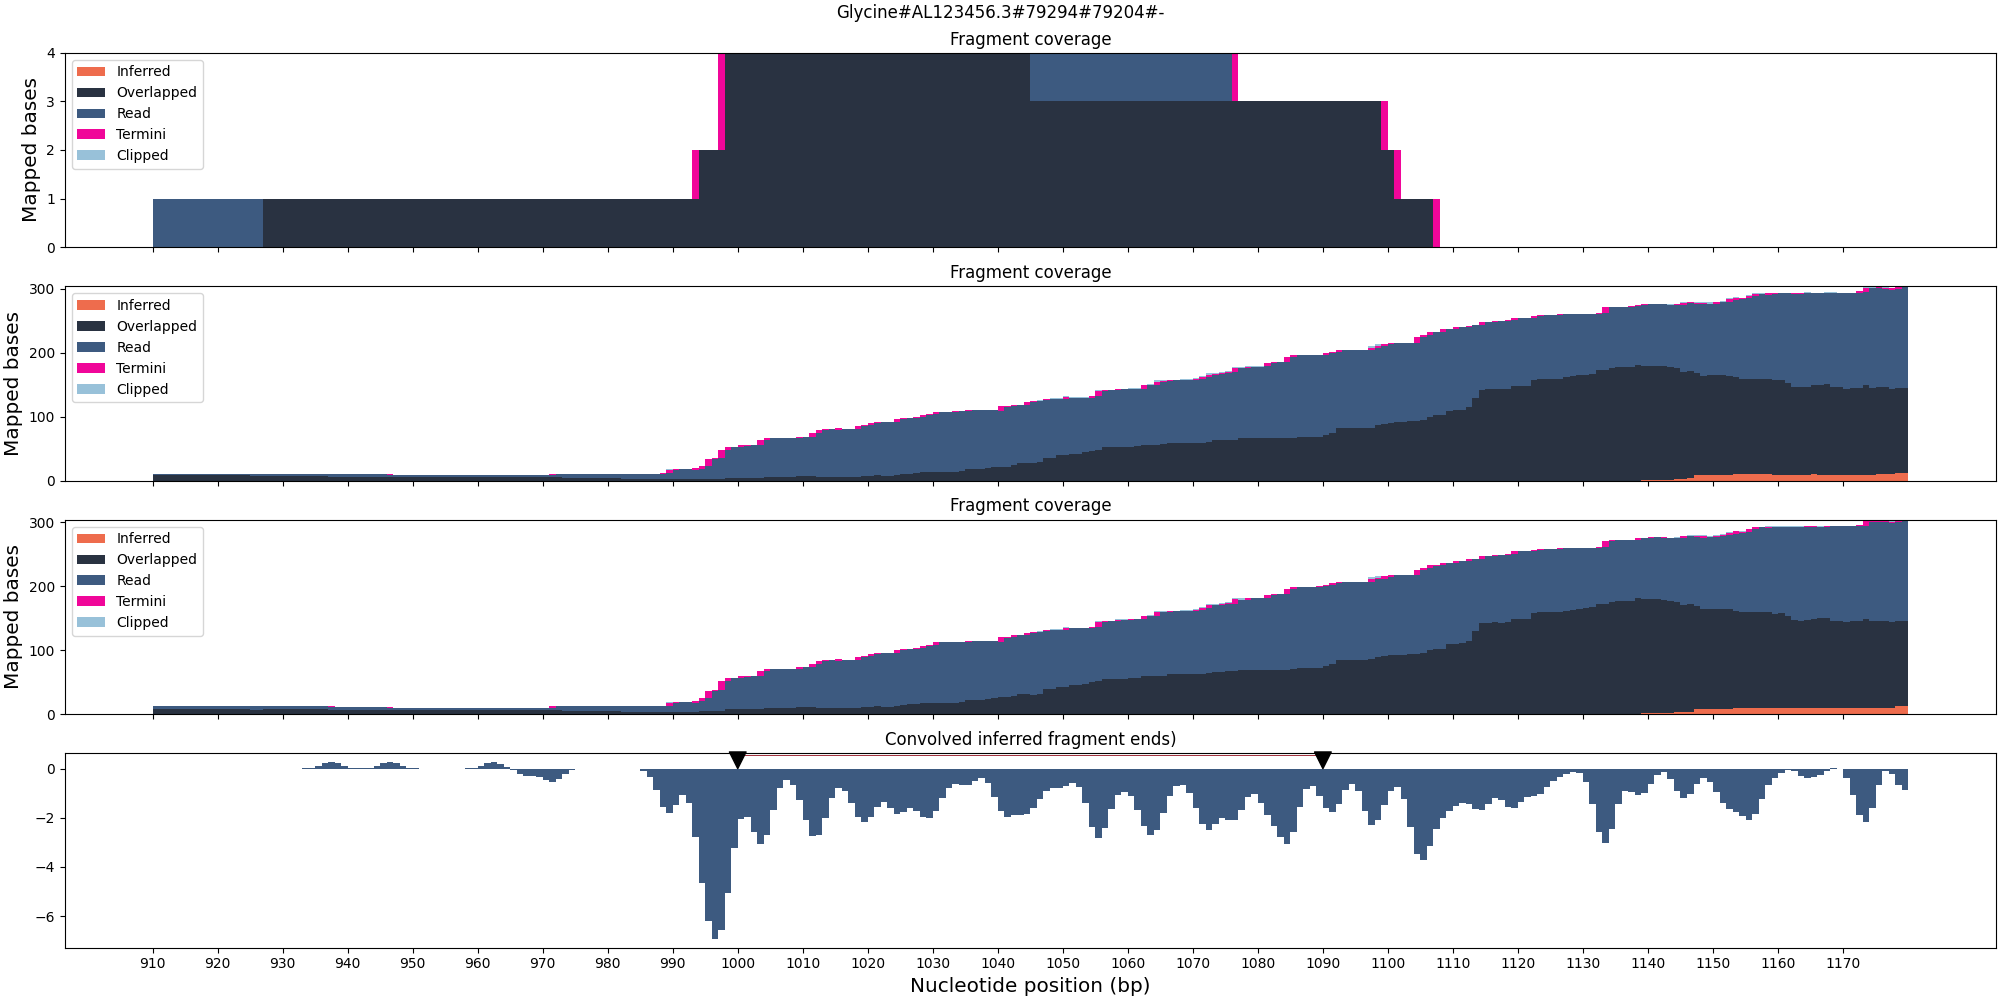 Glycine#AL123456.3#79294#79204#-
Fragment coverage
Mapped bases
4
3
2
1
0
Inferred
Overlapped
Read
Termini
Clipped
Fragment coverage
Mapped bases
300
200
100
0
Inferred
Overlapped
Read
Termini
Clipped
Fragment coverage
Mapped bases
300
200
100
0
Inferred
Overlapped
Read
Termini
Clipped
Convolved inferred fragment ends)
0
−2
−4
−6
910 920 930 940 950 960 970 980 990 1000 1010 1020 1030 1040 1050 1060 1070 1080 1090 1100 1110 1120 1130 1140 1150 1160 1170
Nucleotide position (bp)